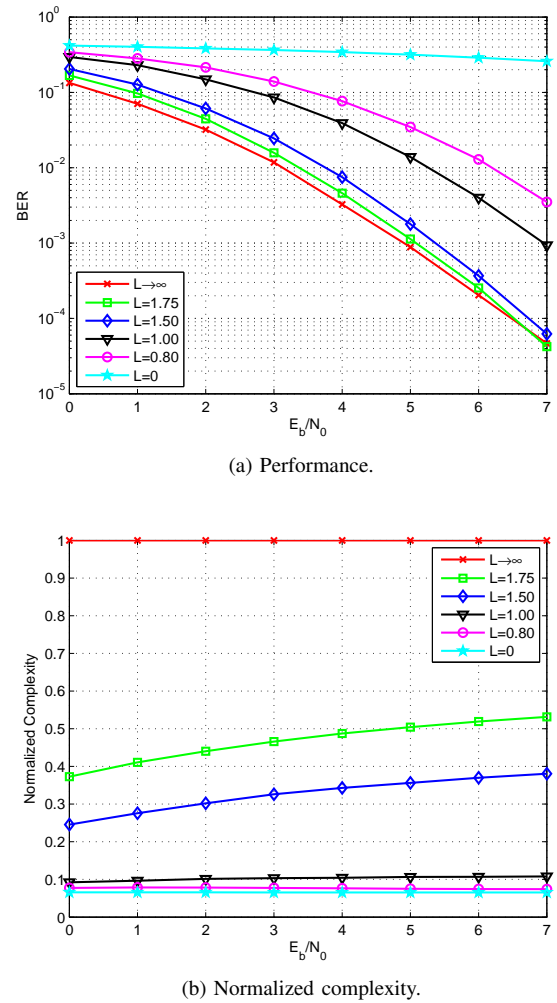 10^0
10^-1
10^-2
10^-3
10^-4
10^-5
BER
L→∞
L=1.75
L=1.50
L=1.00
L=0.80
L=0
0 1 2 3 4 5 6 7
E_b/N_0
(a) Performance.
1
0.9
0.8
0.7
0.6
0.5
0.4
0.3
0.2
0.1
0
Normalized Complexity
L→∞
L=1.75
L=1.50
L=1.00
L=0.80
L=0
0 1 2 3 4 5 6 7
E_b/N_0
(b) Normalized complexity.